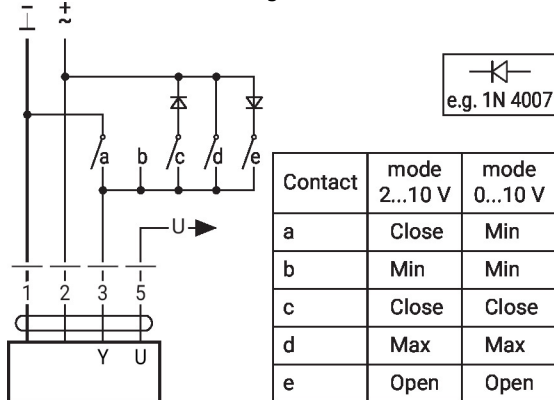 − +
⊥ ~
e.g. 1N 4007
a b c d e
U
1 2 3 5
Y U
Contact mode 2...10 V mode 0...10 V
a Close Min
b Min Min
c Close Close
d Max Max
e Open Open